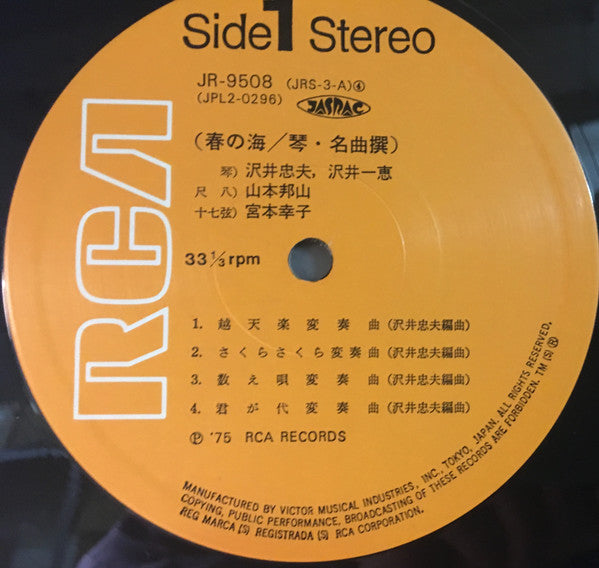 Side 1 Stereo
JR-9508 (JRS-3-A)④
(JPL2-0296) JASRAC
RCA
(春の海/琴・名曲撰)
琴) 沢井忠夫, 沢井一恵
尺八) 山本邦山
十七弦) 宮本幸子
33 1/3 rpm
1. 越天楽変奏曲 (沢井忠夫編曲)
2. さくらさくら変奏曲 (沢井忠夫編曲)
3. 数え唄変奏曲 (沢井忠夫編曲)
4. 君が代変奏曲 (沢井忠夫編曲)
℗ '75 RCA RECORDS
MANUFACTURED BY VICTOR MUSICAL INDUSTRIES, INC., TOKYO, JAPAN. ALL RIGHTS RESERVED.
COPYING, PUBLIC PERFORMANCE, BROADCASTING OF THESE RECORDS ARE FORBIDDEN. TM (S) ®
REG MARCA (S) REGISTRADA (S) RCA CORPORATION.